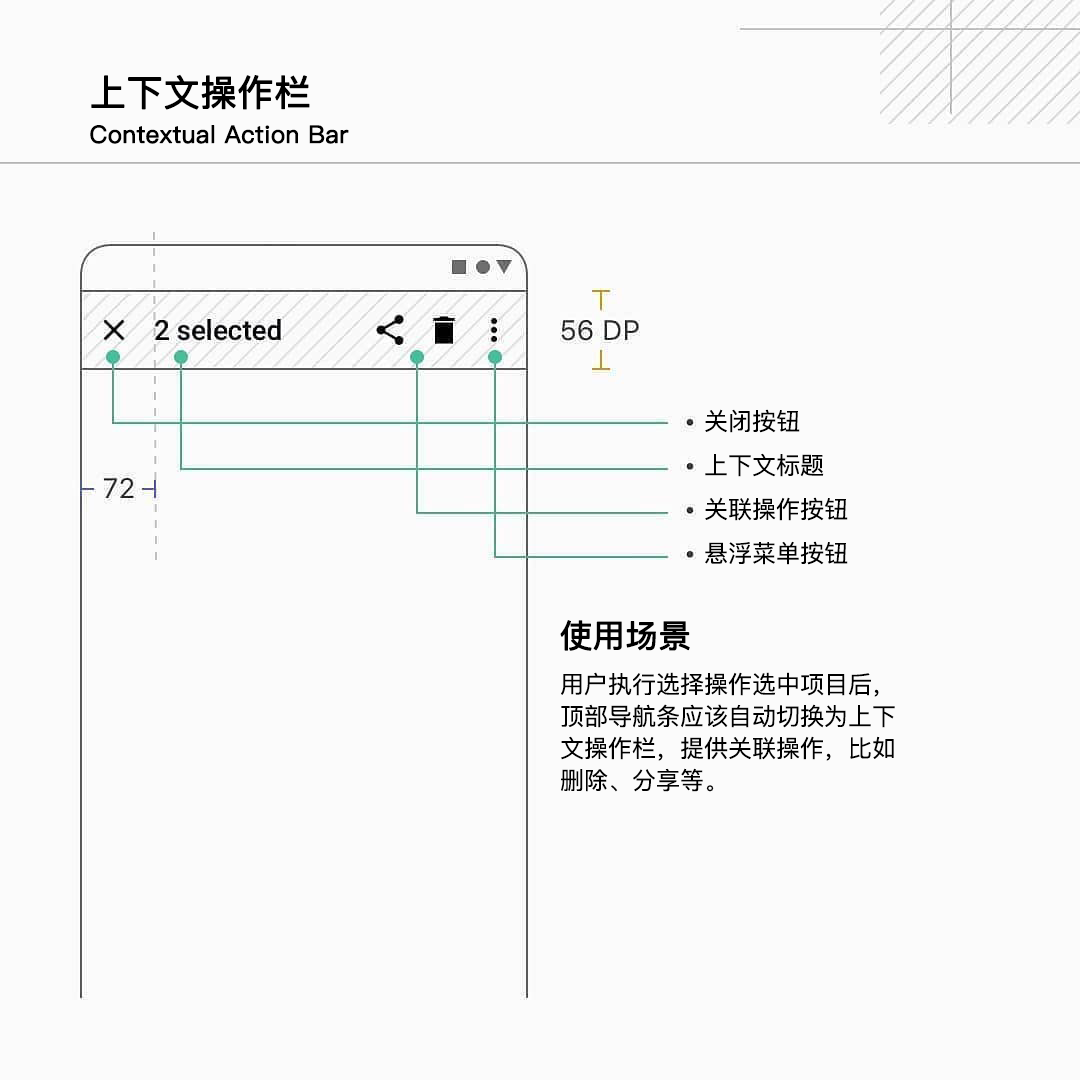 上下文操作栏
Contextual Action Bar
2 selected
56 DP
• 关闭按钮
• 上下文标题
72
• 关联操作按钮
• 悬浮菜单按钮
使用场景
用户执行选择操作选中项目后，
顶部导航条应该自动切换为上下
文操作栏，提供关联操作，比如
删除、分享等。